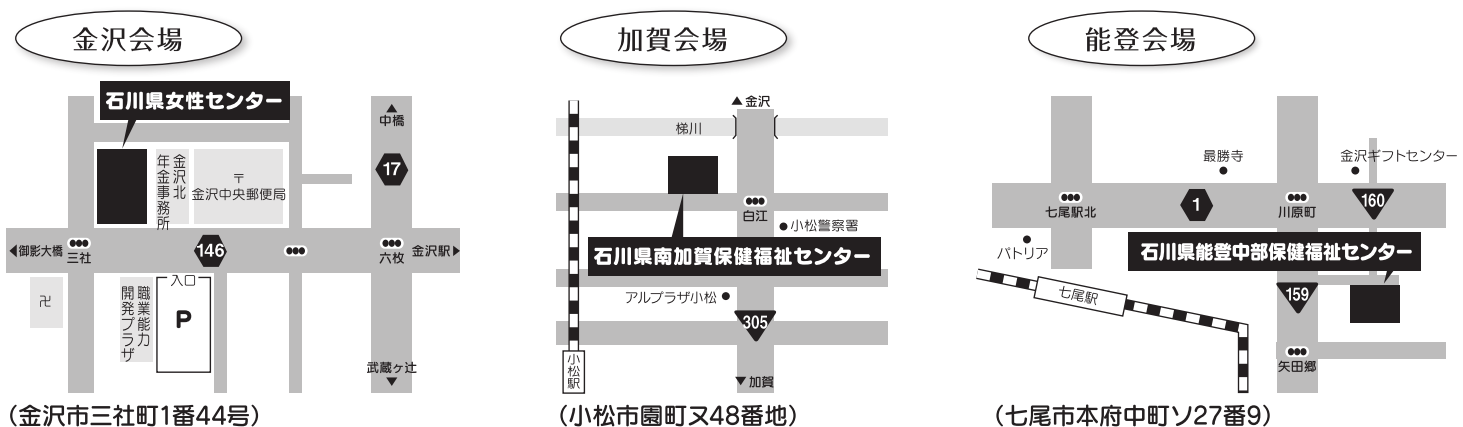 金沢会場
石川県女性センター
中橋
17
金沢北
年金事務所
〒
金沢中央郵便局
御影大橋
三社
146
六枚
金沢駅
卍
職業能力
開発プラザ
入口
P
武蔵ヶ辻
(金沢市三社町1番44号)
加賀会場
金沢
梯川
白江
小松警察署
石川県南加賀保健福祉センター
アルプラザ小松
305
小松駅
加賀
(小松市園町ヌ48番地)
能登会場
最勝寺
金沢ギフトセンター
七尾駅北
1
川原町
160
パトリア
石川県能登中部保健福祉センター
七尾駅
159
矢田郷
(七尾市本府中町ソ27番9)